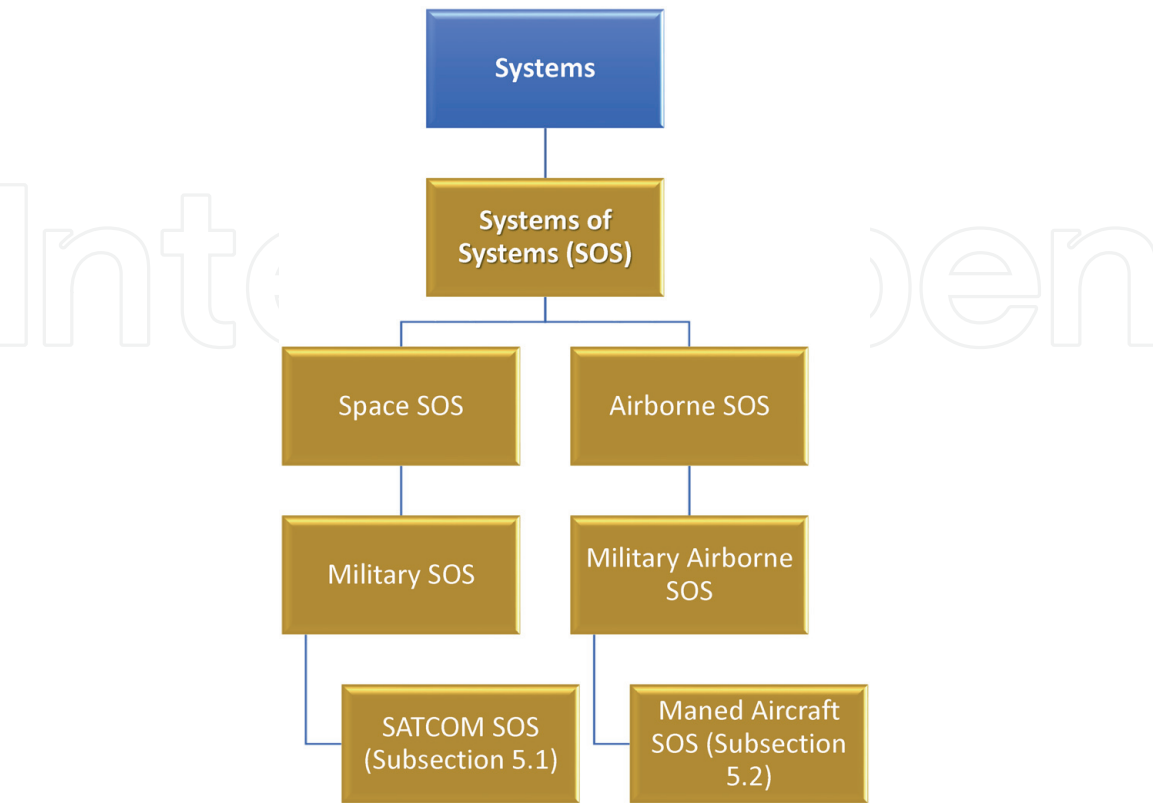 Systems
Systems of
Systems (SOS)
Space SOS
Airborne SOS
Military SOS
Military Airborne
SOS
SATCOM SOS
(Subsection 5.1)
Maned Aircraft
SOS (Subsection
5.2)